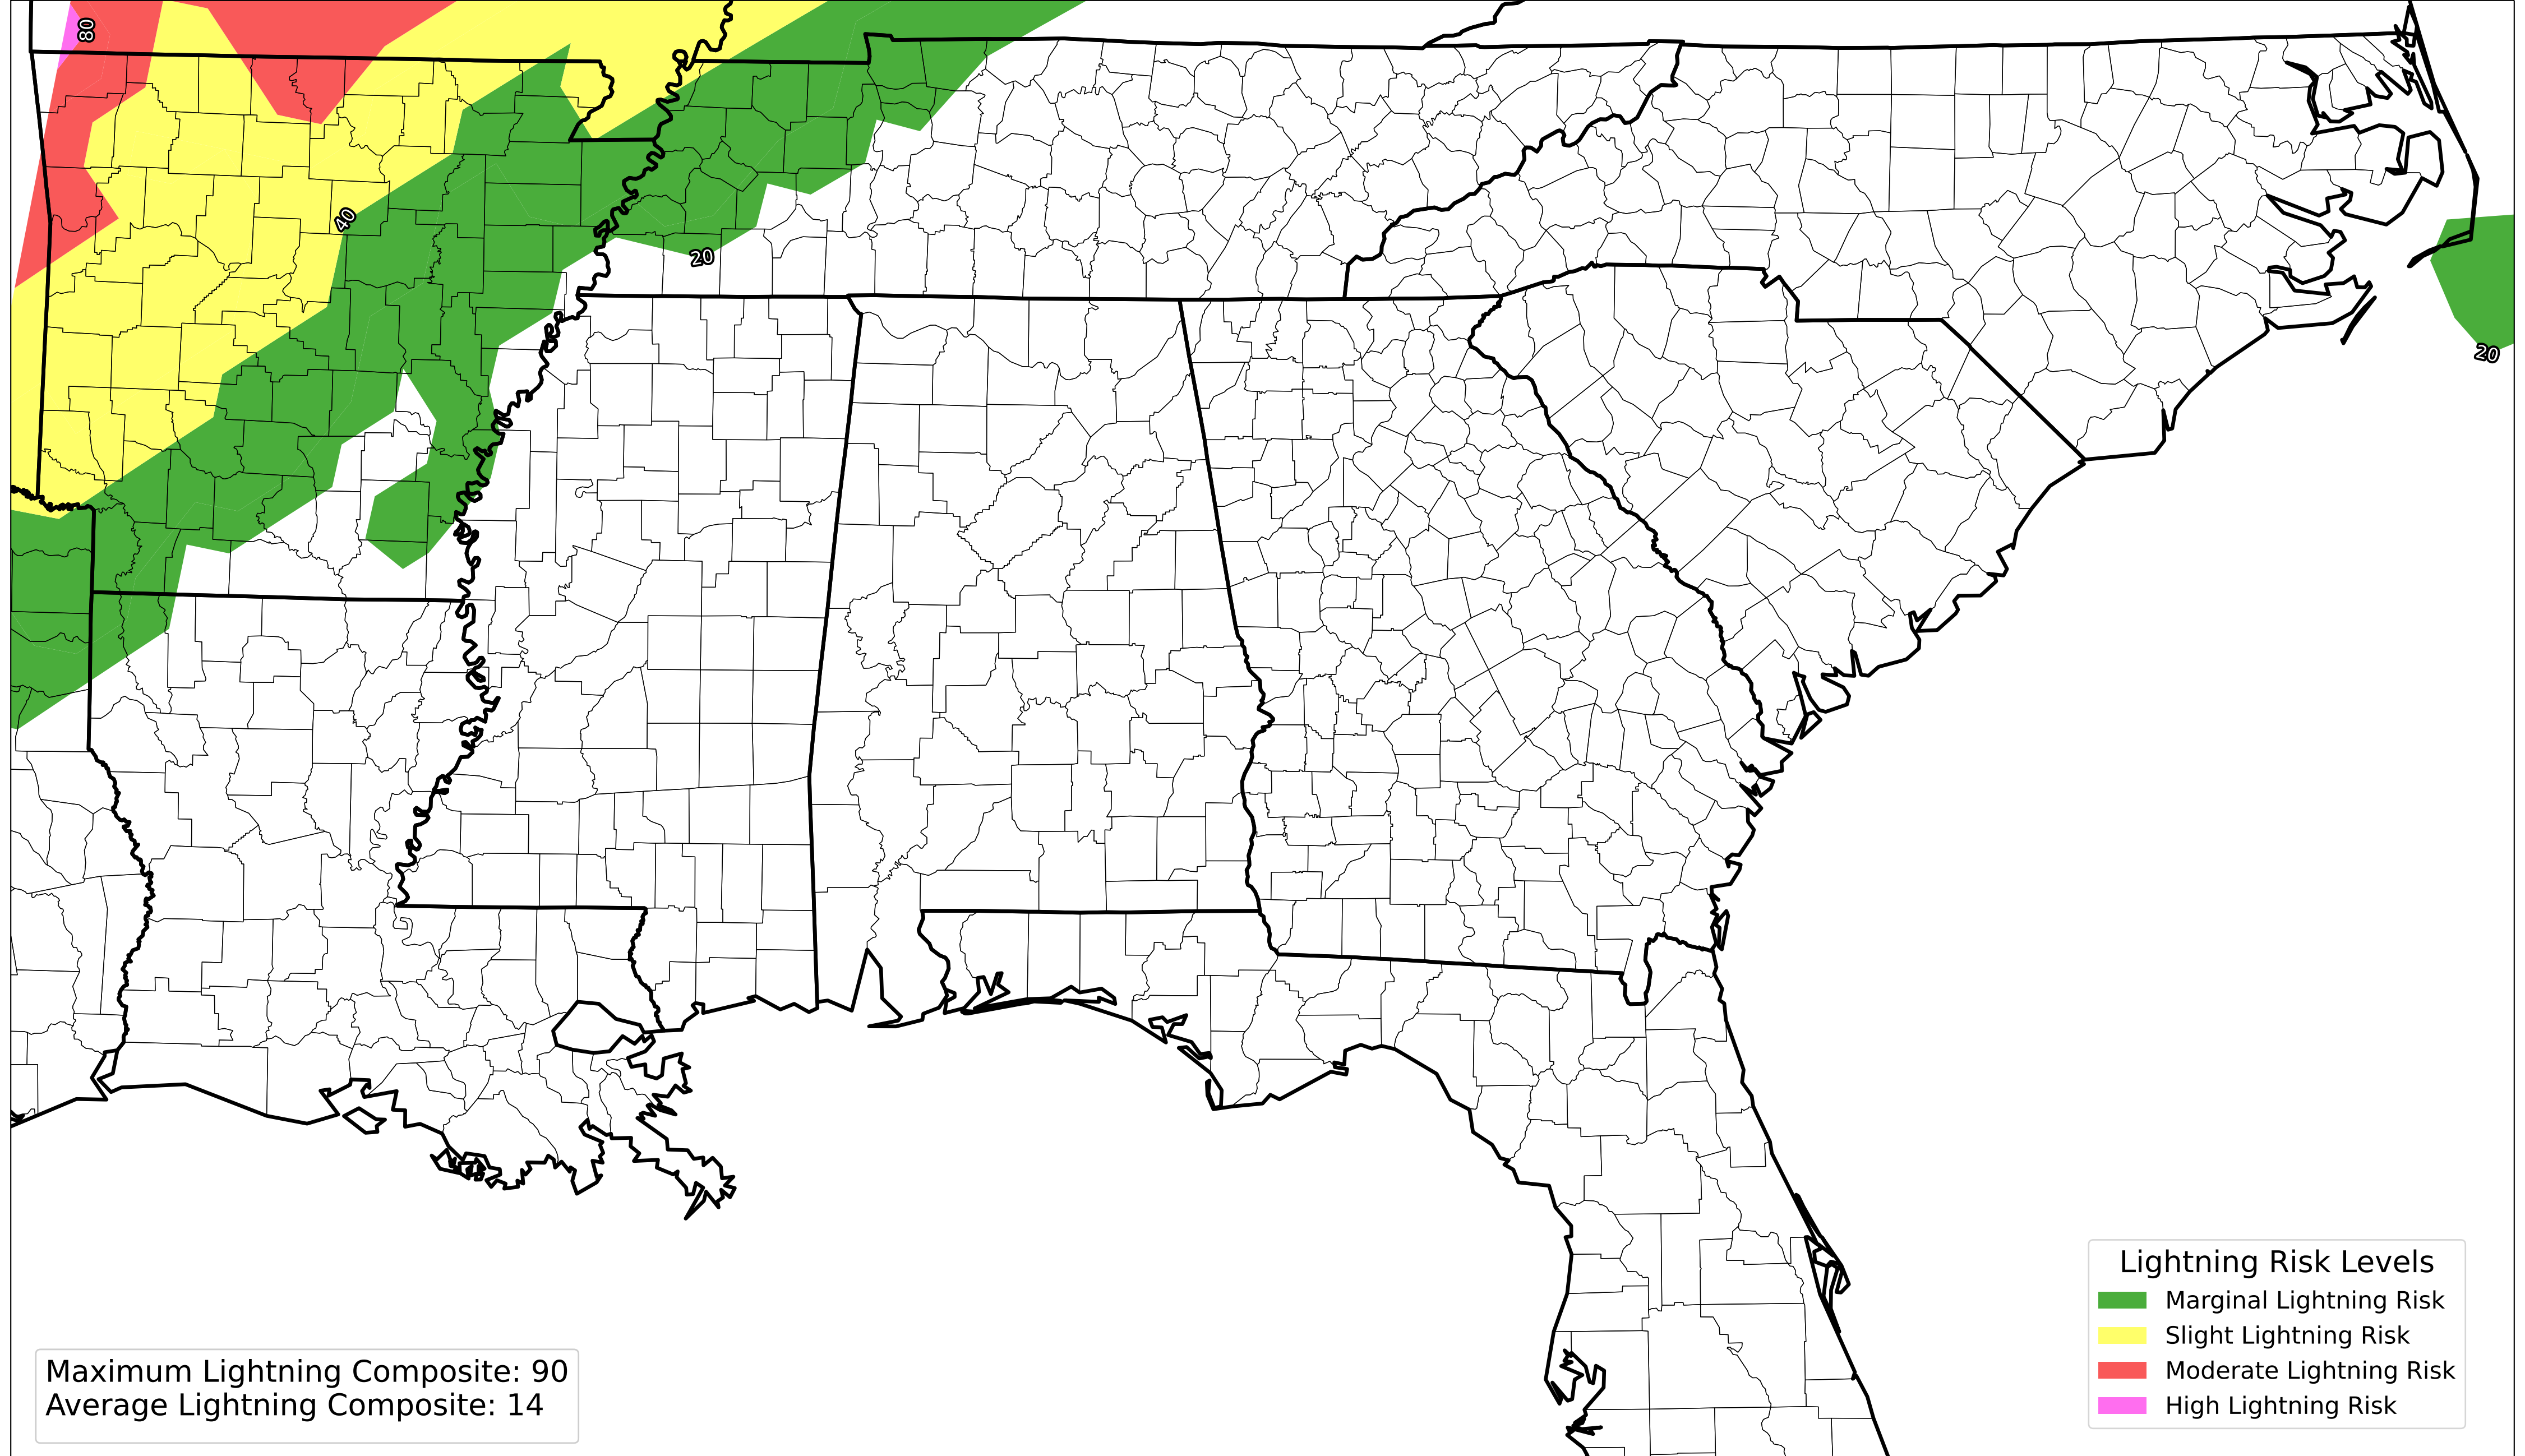 80
40
20
20
Lightning Risk Levels
Marginal Lightning Risk
Slight Lightning Risk
Moderate Lightning Risk
High Lightning Risk
Maximum Lightning Composite: 90
Average Lightning Composite: 14